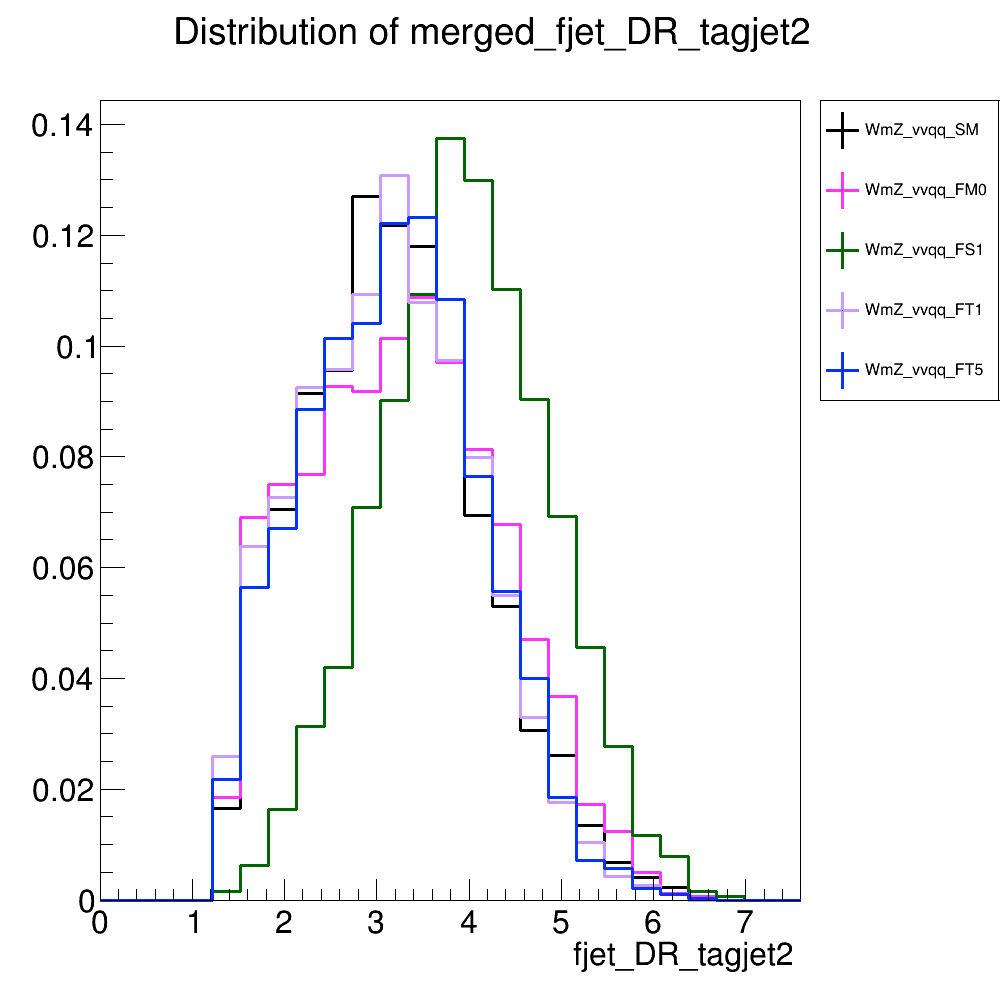 Distribution of merged_fjet_DR_tagjet2
0.14
0.12
0.1
0.08
0.06
0.04
0.02
0
0 1 2 3 4 5 6 7
fjet_DR_tagjet2
WmZ_vvqq_SM
WmZ_vvqq_FM0
WmZ_vvqq_FS1
WmZ_vvqq_FT1
WmZ_vvqq_FT5